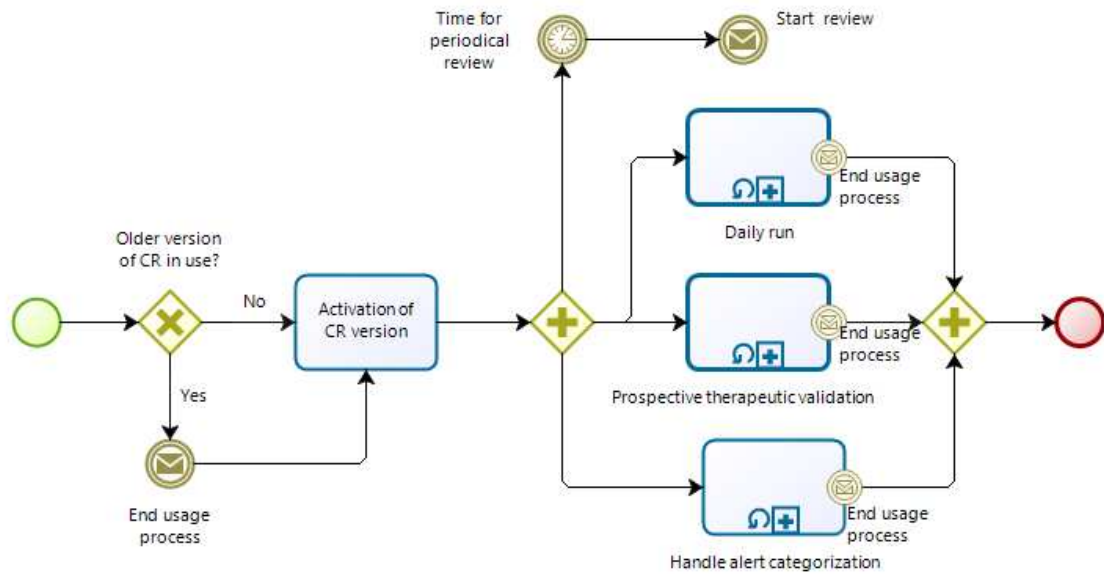 Time for
periodical
review
Start review
End usage
process
Daily run
Older version
of CR in use?
No
Activation of
CR version
End usage
process
Prospective therapeutic validation
Yes
End usage
process
End usage
process
Handle alert categorization